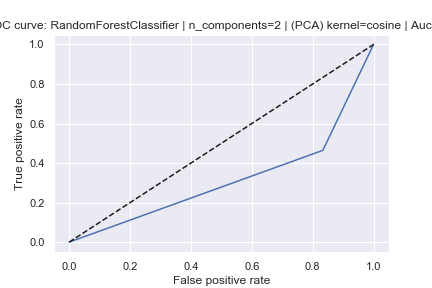 OC curve: RandomForestClassifier | n_components=2 | (PCA) kernel=cosine | Auc
1.0
0.8
0.6
0.4
0.2
0.0
True positive rate
0.0 0.2 0.4 0.6 0.8 1.0
False positive rate